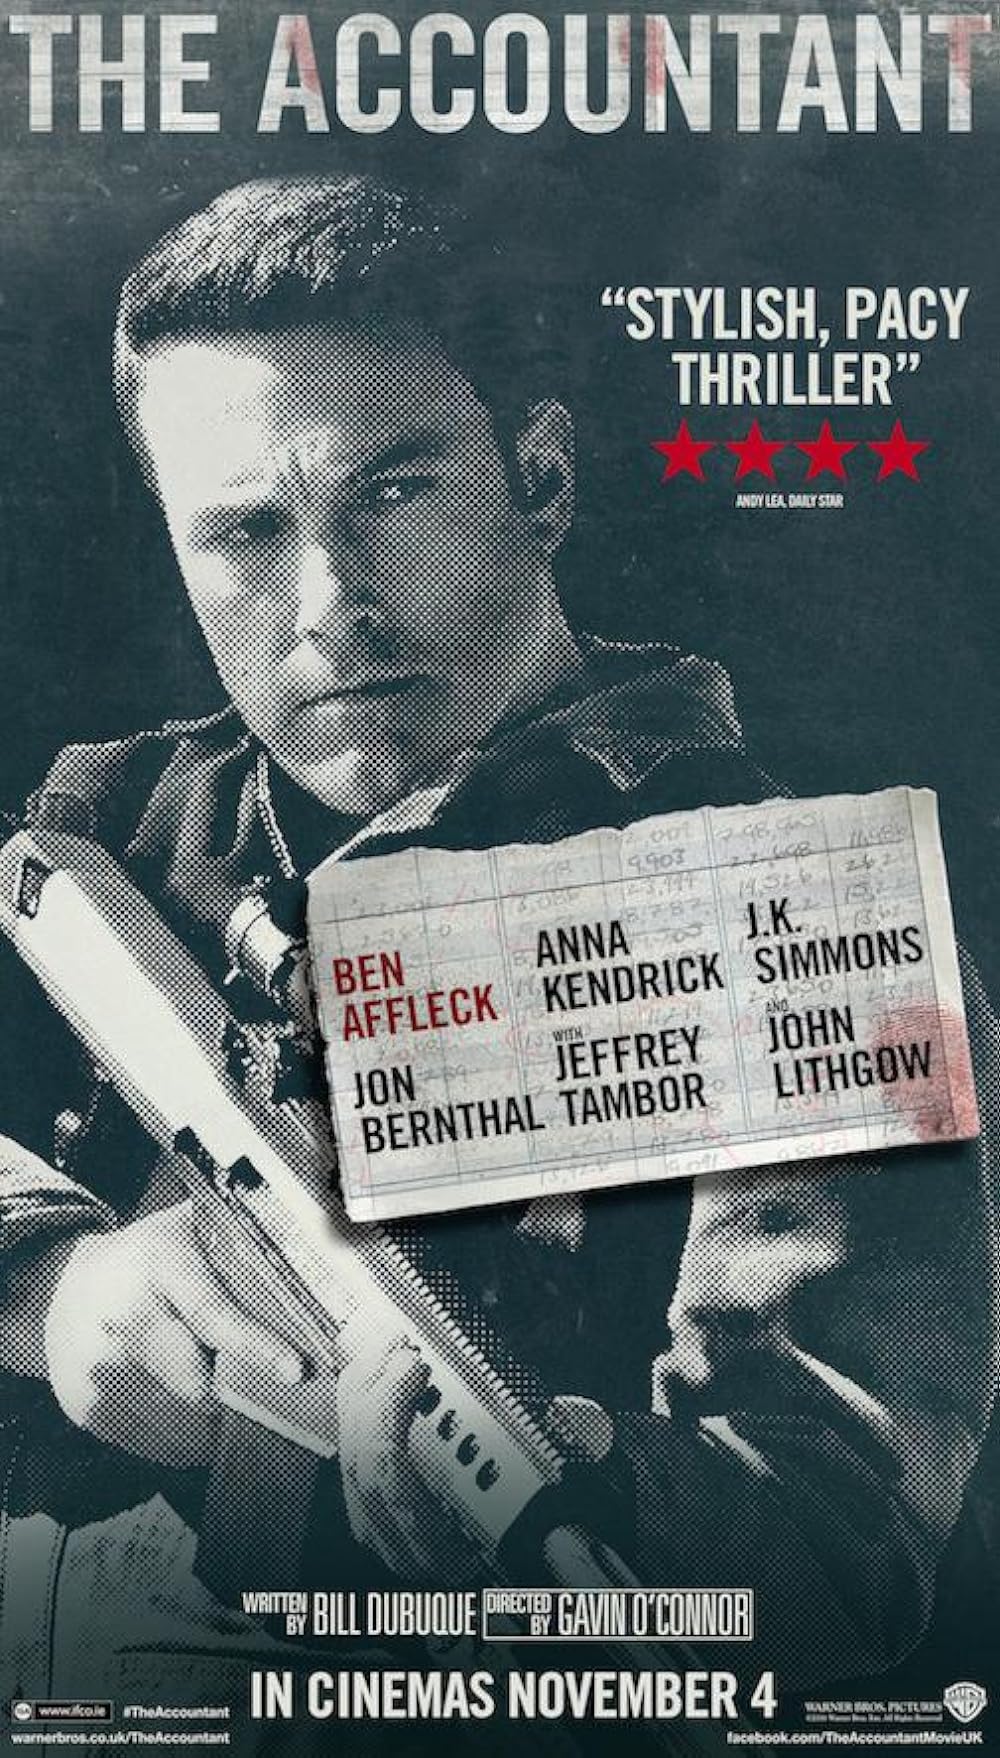 THE ACCOUNTANT
“STYLISH, PACY
THRILLER”
ANDY LEA, DAILY STAR
BEN
AFFLECK
ANNA
KENDRICK
J.K.
SIMMONS
JON
BERNTHAL
WITH
JEFFREY
TAMBOR
AND
JOHN
LITHGOW
9903
WRITTEN
BY BILL DUBUQUE
DIRECTED
BY GAVIN O'CONNOR
IN CINEMAS NOVEMBER 4
www.ifco.ie
#TheAccountant
warnerbros.co.uk/TheAccountant
WARNER BROS. PICTURES
facebook.com/TheAccountantMovieUK